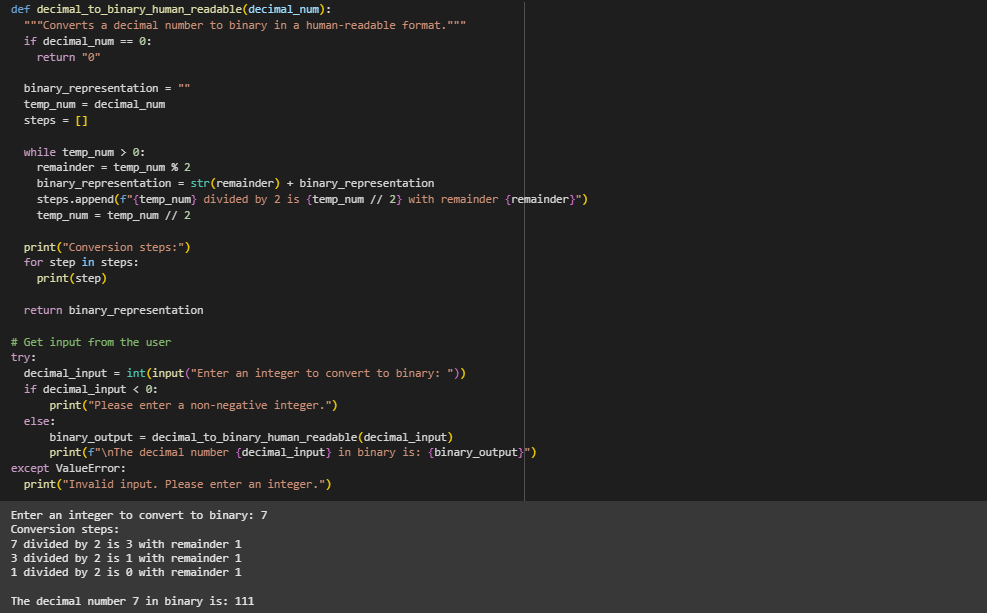 def decimal_to_binary_human_readable(decimal_num):
  """Converts a decimal number to binary in a human-readable format."""
  if decimal_num == 0:
    return "0"

  binary_representation = ""
  temp_num = decimal_num
  steps = []

  while temp_num > 0:
    remainder = temp_num % 2
    binary_representation = str(remainder) + binary_representation
    steps.append(f"{temp_num} divided by 2 is {temp_num // 2} with remainder {remainder}")
    temp_num = temp_num // 2

  print("Conversion steps:")
  for step in steps:
    print(step)

  return binary_representation

# Get input from the user
try:
  decimal_input = int(input("Enter an integer to convert to binary: "))
  if decimal_input < 0:
      print("Please enter a non-negative integer.")
  else:
      binary_output = decimal_to_binary_human_readable(decimal_input)
      print(f"\nThe decimal number {decimal_input} in binary is: {binary_output}")
except ValueError:
  print("Invalid input. Please enter an integer.")

Enter an integer to convert to binary: 7
Conversion steps:
7 divided by 2 is 3 with remainder 1
3 divided by 2 is 1 with remainder 1
1 divided by 2 is 0 with remainder 1

The decimal number 7 in binary is: 111